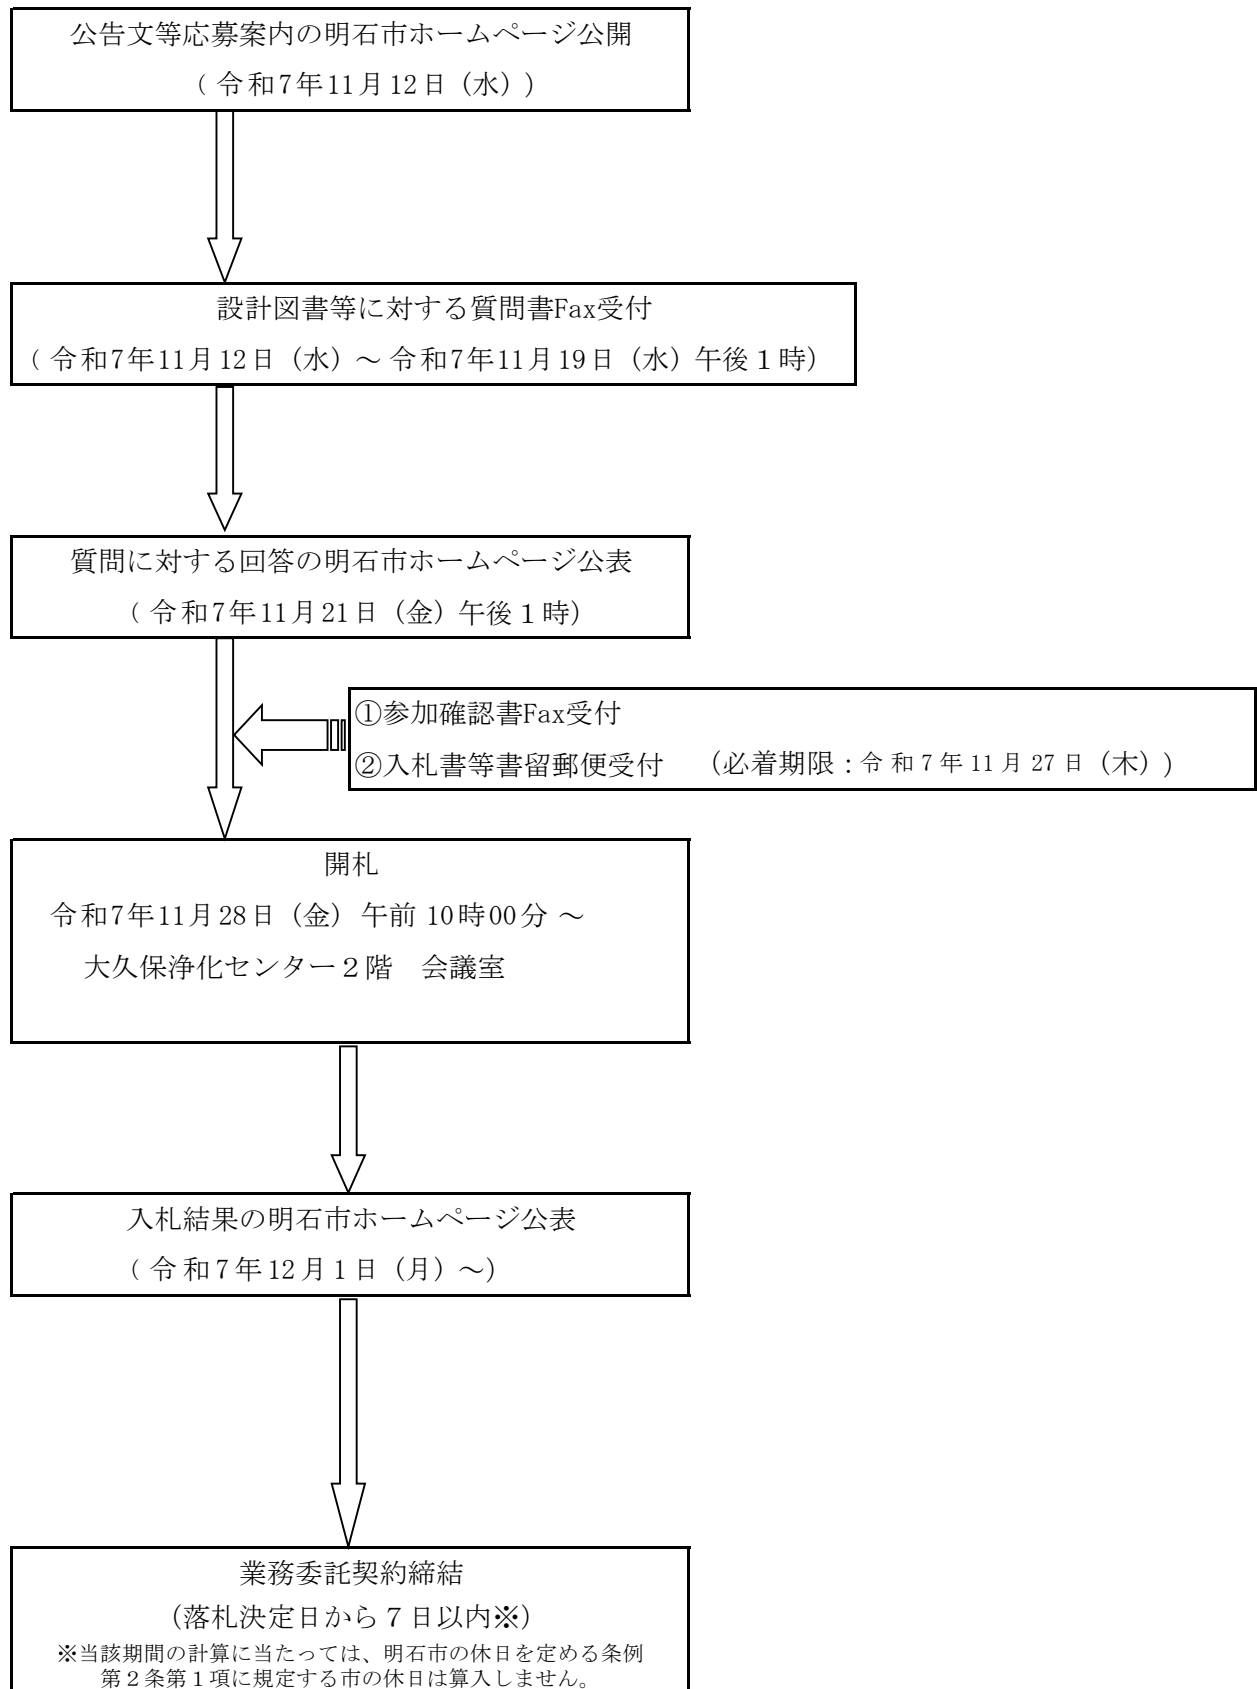 公告文等応募案内の明石市ホームページ公開
(令和7年11月12日（水）)
設計図書等に対する質問書Fax受付
(令和7年11月12日（水）～令和7年11月19日（水）午後１時)
質問に対する回答の明石市ホームページ公表
(令和7年11月21日（金）午後１時)
①参加確認書Fax受付
②入札書等書留郵便受付　（必着期限：令和7年11月27日（木）)
開札
令和7年11月28日（金）午前10時00分～
大久保浄化センター２階　会議室
入札結果の明石市ホームページ公表
(令和7年12月1日（月）～)
業務委託契約締結
(落札決定日から７日以内※)
※当該期間の計算に当たっては、明石市の休日を定める条例
第２条第１項に規定する市の休日は算入しません。